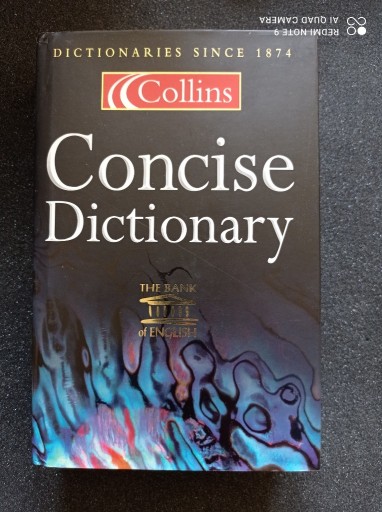 DICTIONARIES SINCE 1874
Collins
Concise
Dictionary
THE BANK
of ENGLISH
REDMI NOTE 9
AI QUAD CAMERA